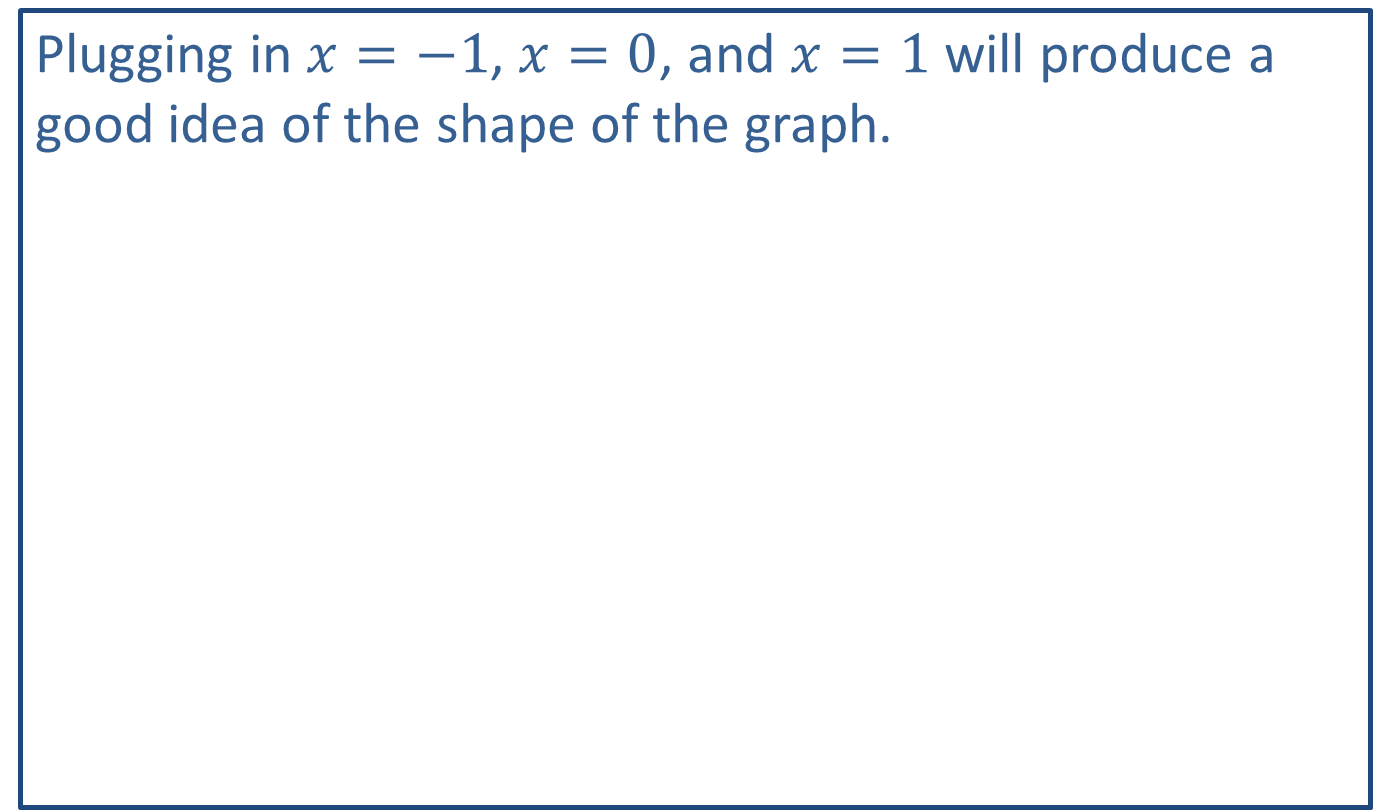 Plugging in 𝑥 = −1, 𝑥 = 0, and 𝑥 = 1 will produce a
good idea of the shape of the graph.